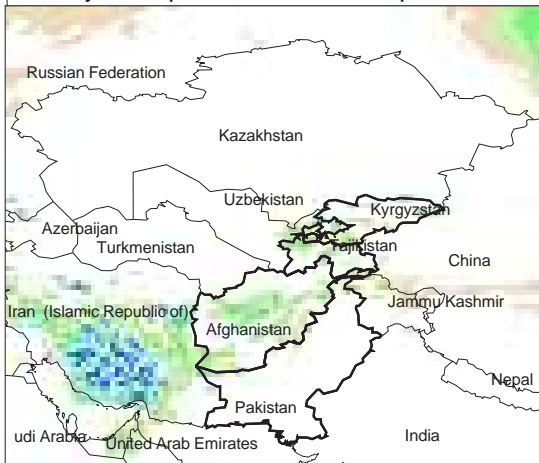 Russian Federation
Kazakhstan
Uzbekistan
Kyrgyzstan
Azerbaijan
Turkmenistan
Tajikistan
China
Iran (Islamic Republic of)
Jammu/Kashmir
Afghanistan
Nepal
Pakistan
udi Arabia
United Arab Emirates
India